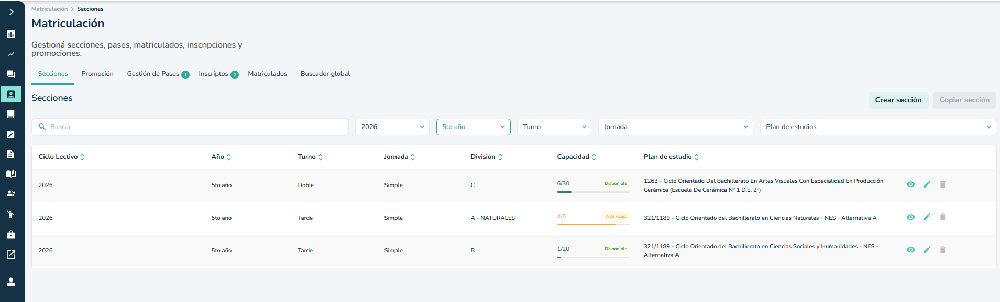 Matriculación > Secciones
Matriculación
Gestioná secciones, pases, matriculados, inscripciones y
promociones.
Secciones Promoción Gestión de Pases 1 Inscriptos 2 Matriculados Buscador global
Secciones
Crear sección Copiar sección
Buscar 2026 5to año Turno Jornada Plan de estudios
Ciclo Lectivo Año Turno Jornada División Capacidad Plan de estudio
2026 5to año Doble Simple C 6/30 Disponible 1263 - Ciclo Orientado Del Bachillerato En Artes Visuales Con Especialidad En Producción
Cerámica (Escuela De Cerámica Nº 1 D.E. 2º)
2026 5to año Tarde Simple A - NATURALES 4/5 Alta ocup. 321/1189 - Ciclo Orientado del Bachillerato en Ciencias Naturales - NES - Alternativa A
2026 5to año Tarde Simple B 1/20 Disponible 321/1189 - Ciclo Orientado del Bachillerato en Ciencias Sociales y Humanidades - NES -
Alternativa A